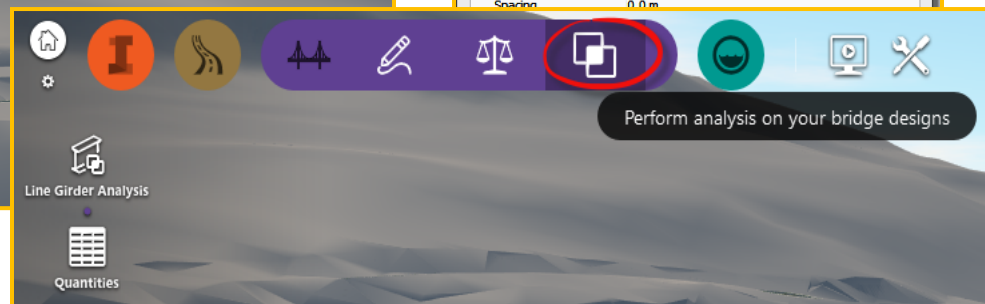 Spacing 0.0 m
Perform analysis on your bridge designs
Line Girder Analysis
Quantities